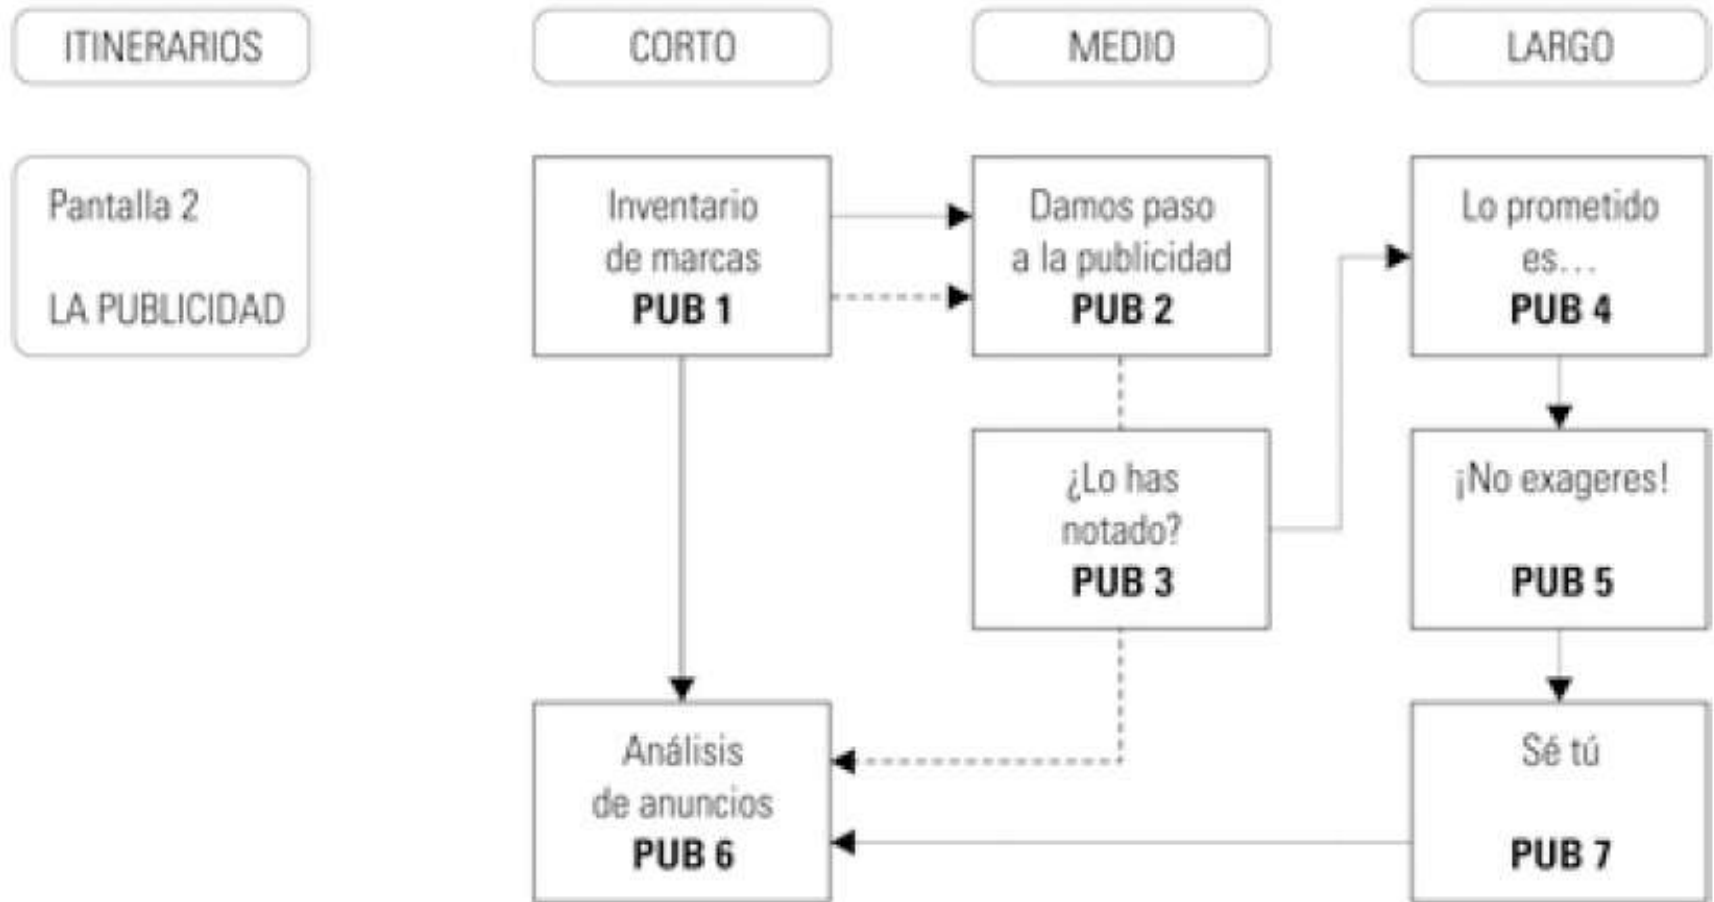 ITINERARIOS
CORTO
MEDIO
LARGO
Pantalla 2
LA PUBLICIDAD
Inventario
de marcas
PUB 1
Damos paso
a la publicidad
PUB 2
Lo prometido
es...
PUB 4
¿Lo has
notado?
PUB 3
¡No exageres!
PUB 5
Análisis
de anuncios
PUB 6
Sé tú
PUB 7